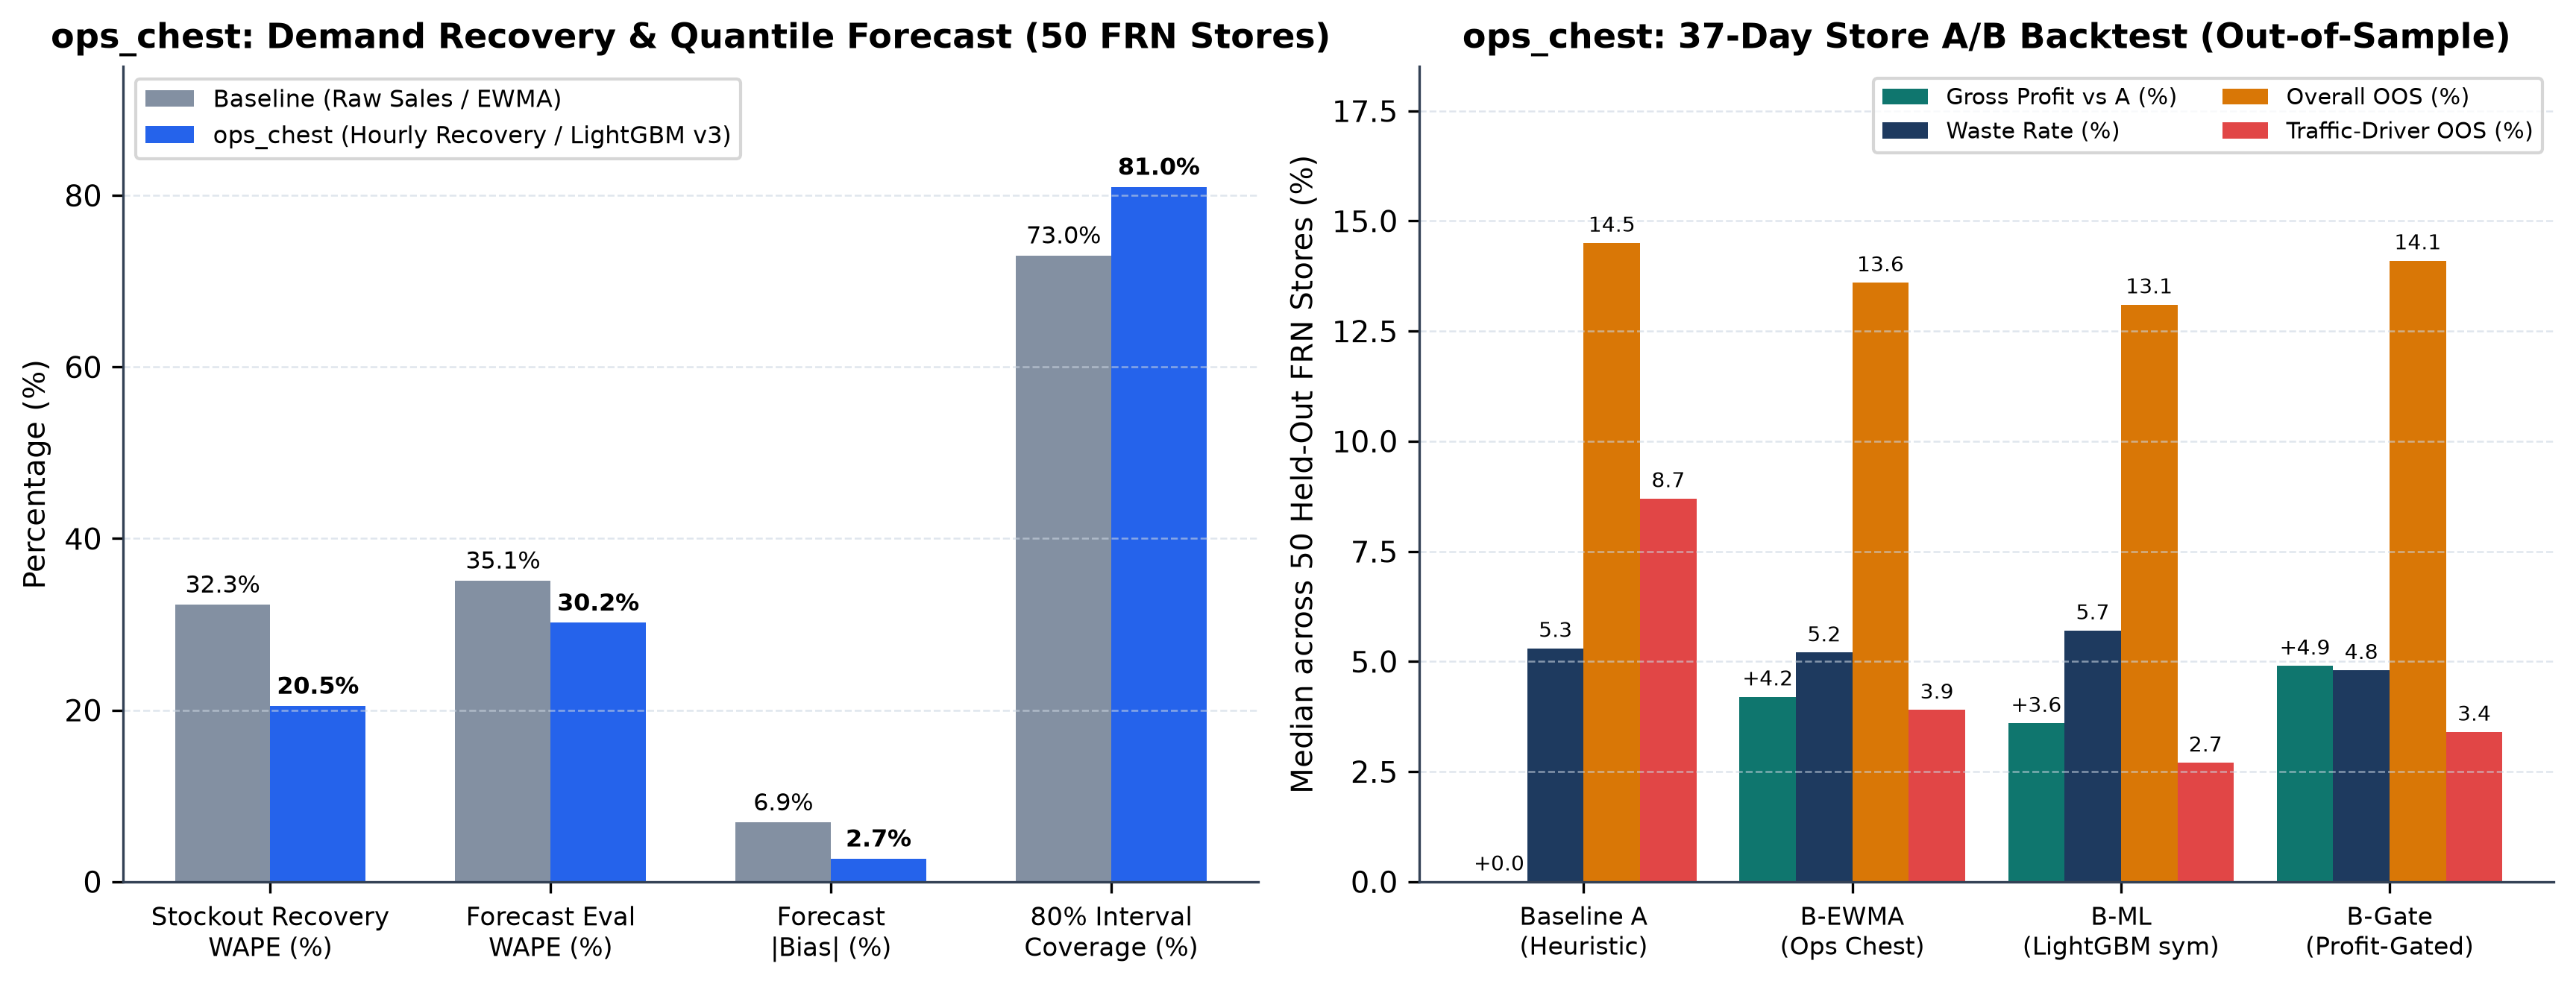 ops_chest: Demand Recovery & Quantile Forecast (50 FRN Stores)
Baseline (Raw Sales / EWMA)
ops_chest (Hourly Recovery / LightGBM v3)
Percentage (%)
80
60
40
20
0
32.3%
20.5%
35.1%
30.2%
6.9%
2.7%
73.0%
81.0%
Stockout Recovery
WAPE (%)
Forecast Eval
WAPE (%)
Forecast
|Bias| (%)
80% Interval
Coverage (%)
ops_chest: 37-Day Store A/B Backtest (Out-of-Sample)
Gross Profit vs A (%)
Waste Rate (%)
Overall OOS (%)
Traffic-Driver OOS (%)
Median across 50 Held-Out FRN Stores (%)
17.5
15.0
12.5
10.0
7.5
5.0
2.5
0.0
+0.0
5.3
14.5
8.7
+4.2
5.2
13.6
3.9
+3.6
5.7
13.1
2.7
+4.9
4.8
14.1
3.4
Baseline A
(Heuristic)
B-EWMA
(Ops Chest)
B-ML
(LightGBM sym)
B-Gate
(Profit-Gated)